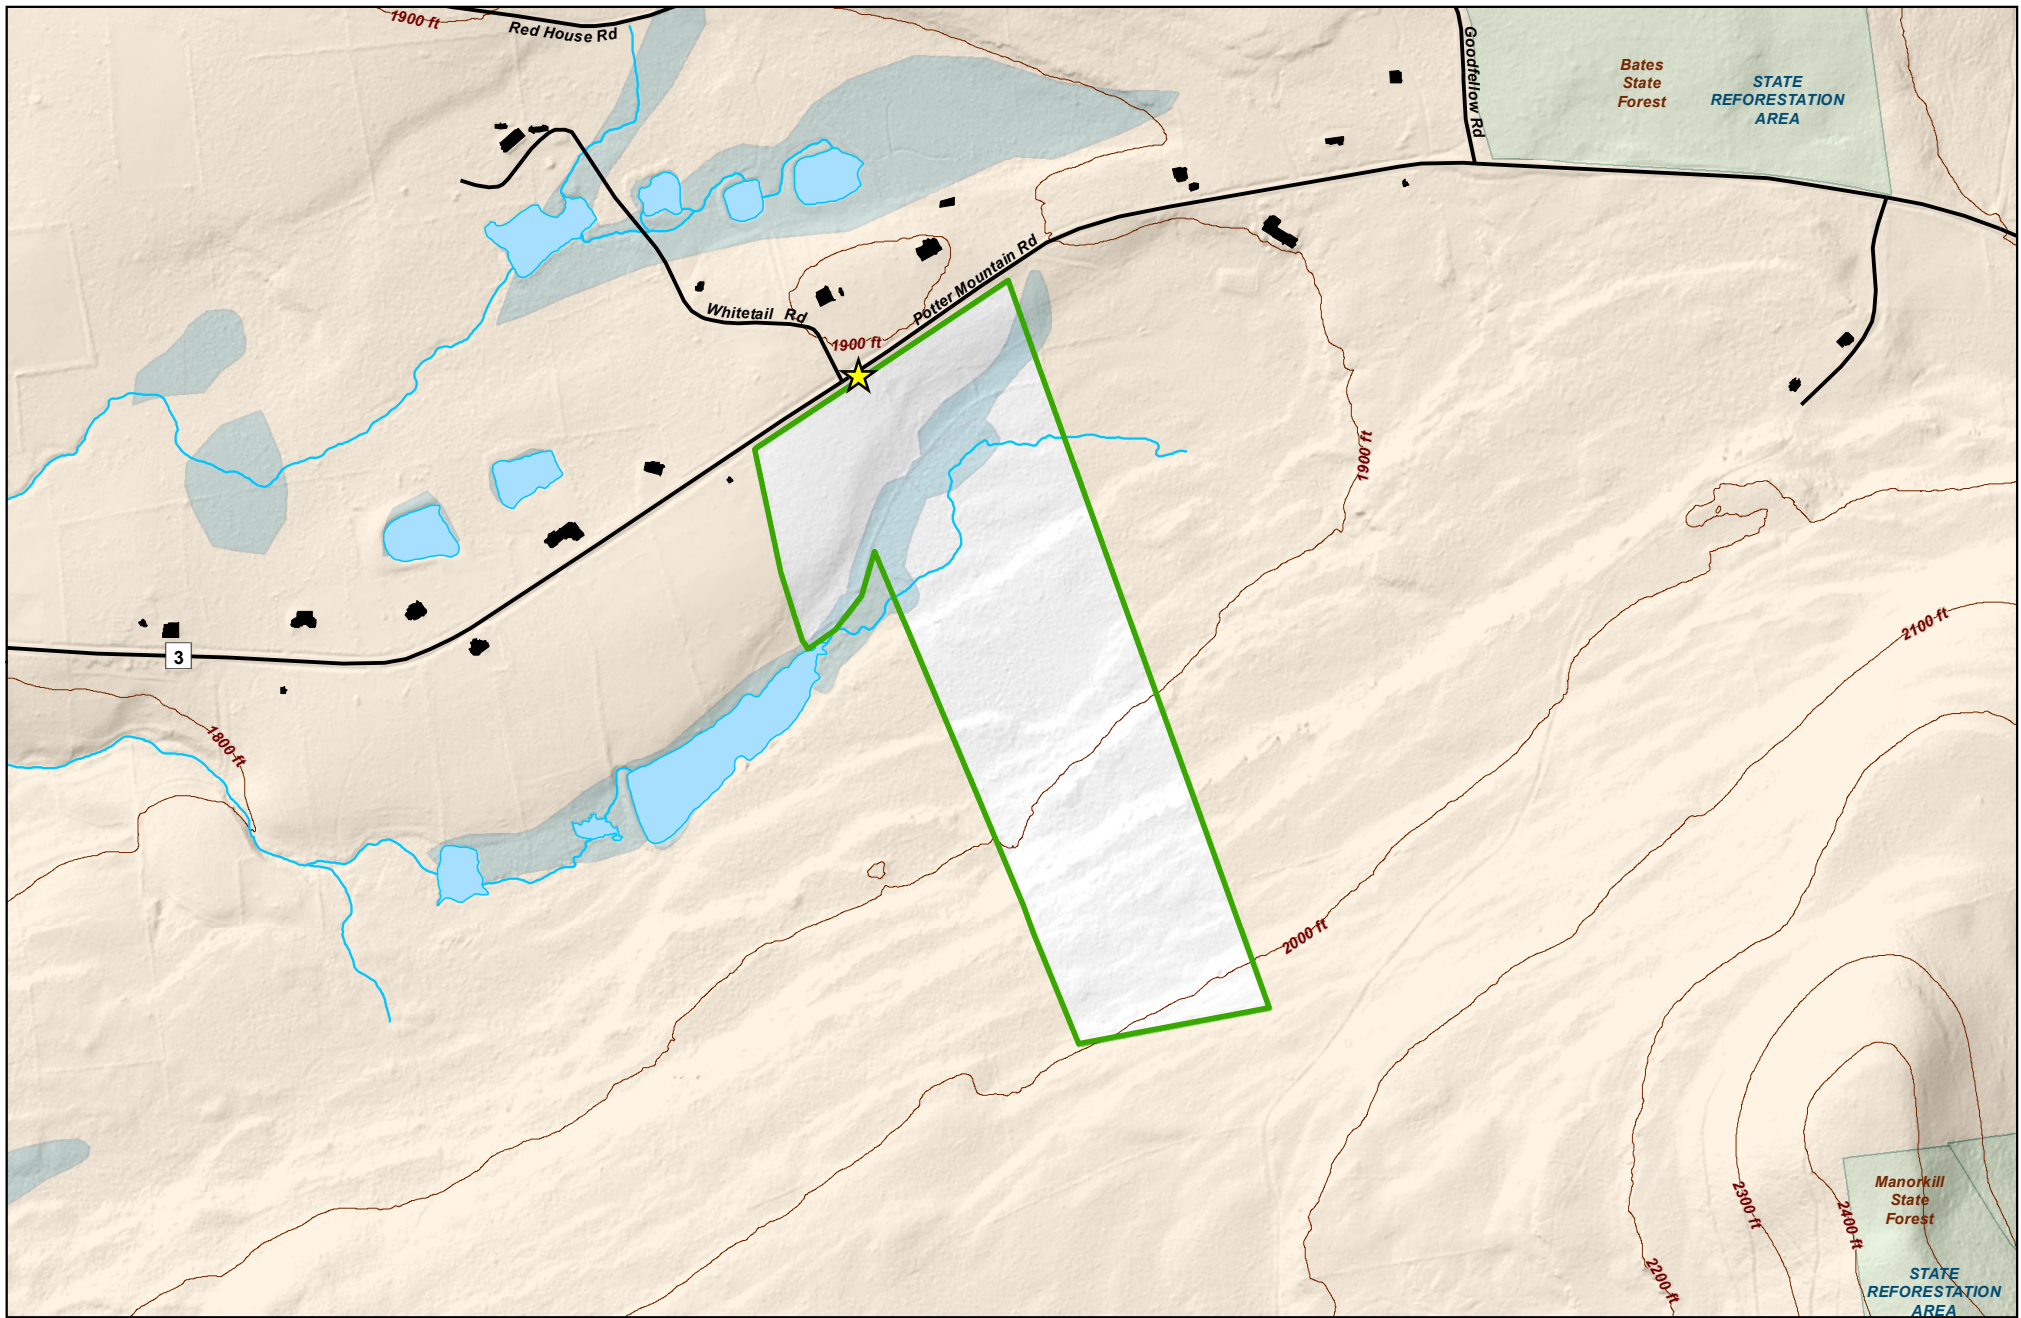 1900 ft
Red House Rd
Goodfellow Rd
Bates
State
Forest
STATE
REFORESTATION
AREA
Potter Mountain Rd
Whitetail Rd
1900 ft
1900 ft
2100 ft
3
1800 ft
2000 ft
Manorkill
State
Forest
2300 ft
2400 ft
2200 ft
STATE
REFORESTATION
AREA